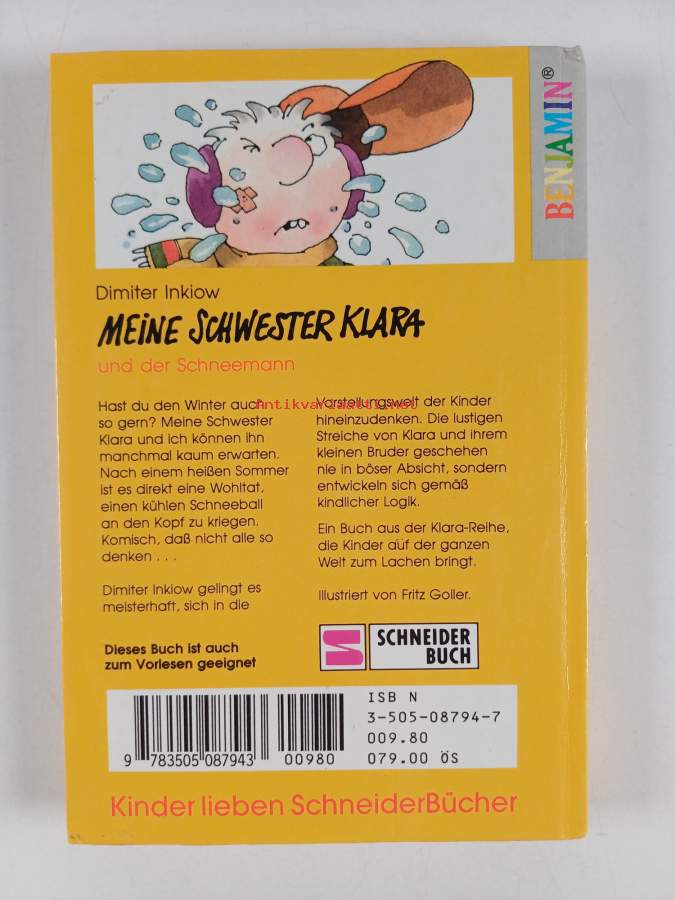 BENJAMIN®
Dimiter Inkiow
MEINE SCHWESTER KLARA
und der Schneemann
Hast du den Winter auch
so gern? Meine Schwester
Klara und ich können ihn
manchmal kaum erwarten.
Nach einem heißen Sommer
ist es direkt eine Wohltat,
einen kühlen Schneeball
an den Kopf zu kriegen.
Komisch, daß nicht alle so
denken . . .
Dimiter Inkiow gelingt es
meisterhaft, sich in die
Vorstellungswelt der Kinder
hineinzudenken. Die lustigen
Streiche von Klara und ihrem
kleinen Bruder geschehen
nie in böser Absicht, sondern
entwickeln sich gemäß
kindlicher Logik.
Ein Buch aus der Klara-Reihe,
die Kinder auf der ganzen
Welt zum Lachen bringt.
Illustriert von Fritz Goller.
Antikvariaatti.net
Dieses Buch ist auch
zum Vorlesen geeignet
SCHNEIDER
BUCH
ISB N
3-505-08794-7
009.80
079.00 ÖS
9 783505 087943 00980
Kinder lieben SchneiderBücher